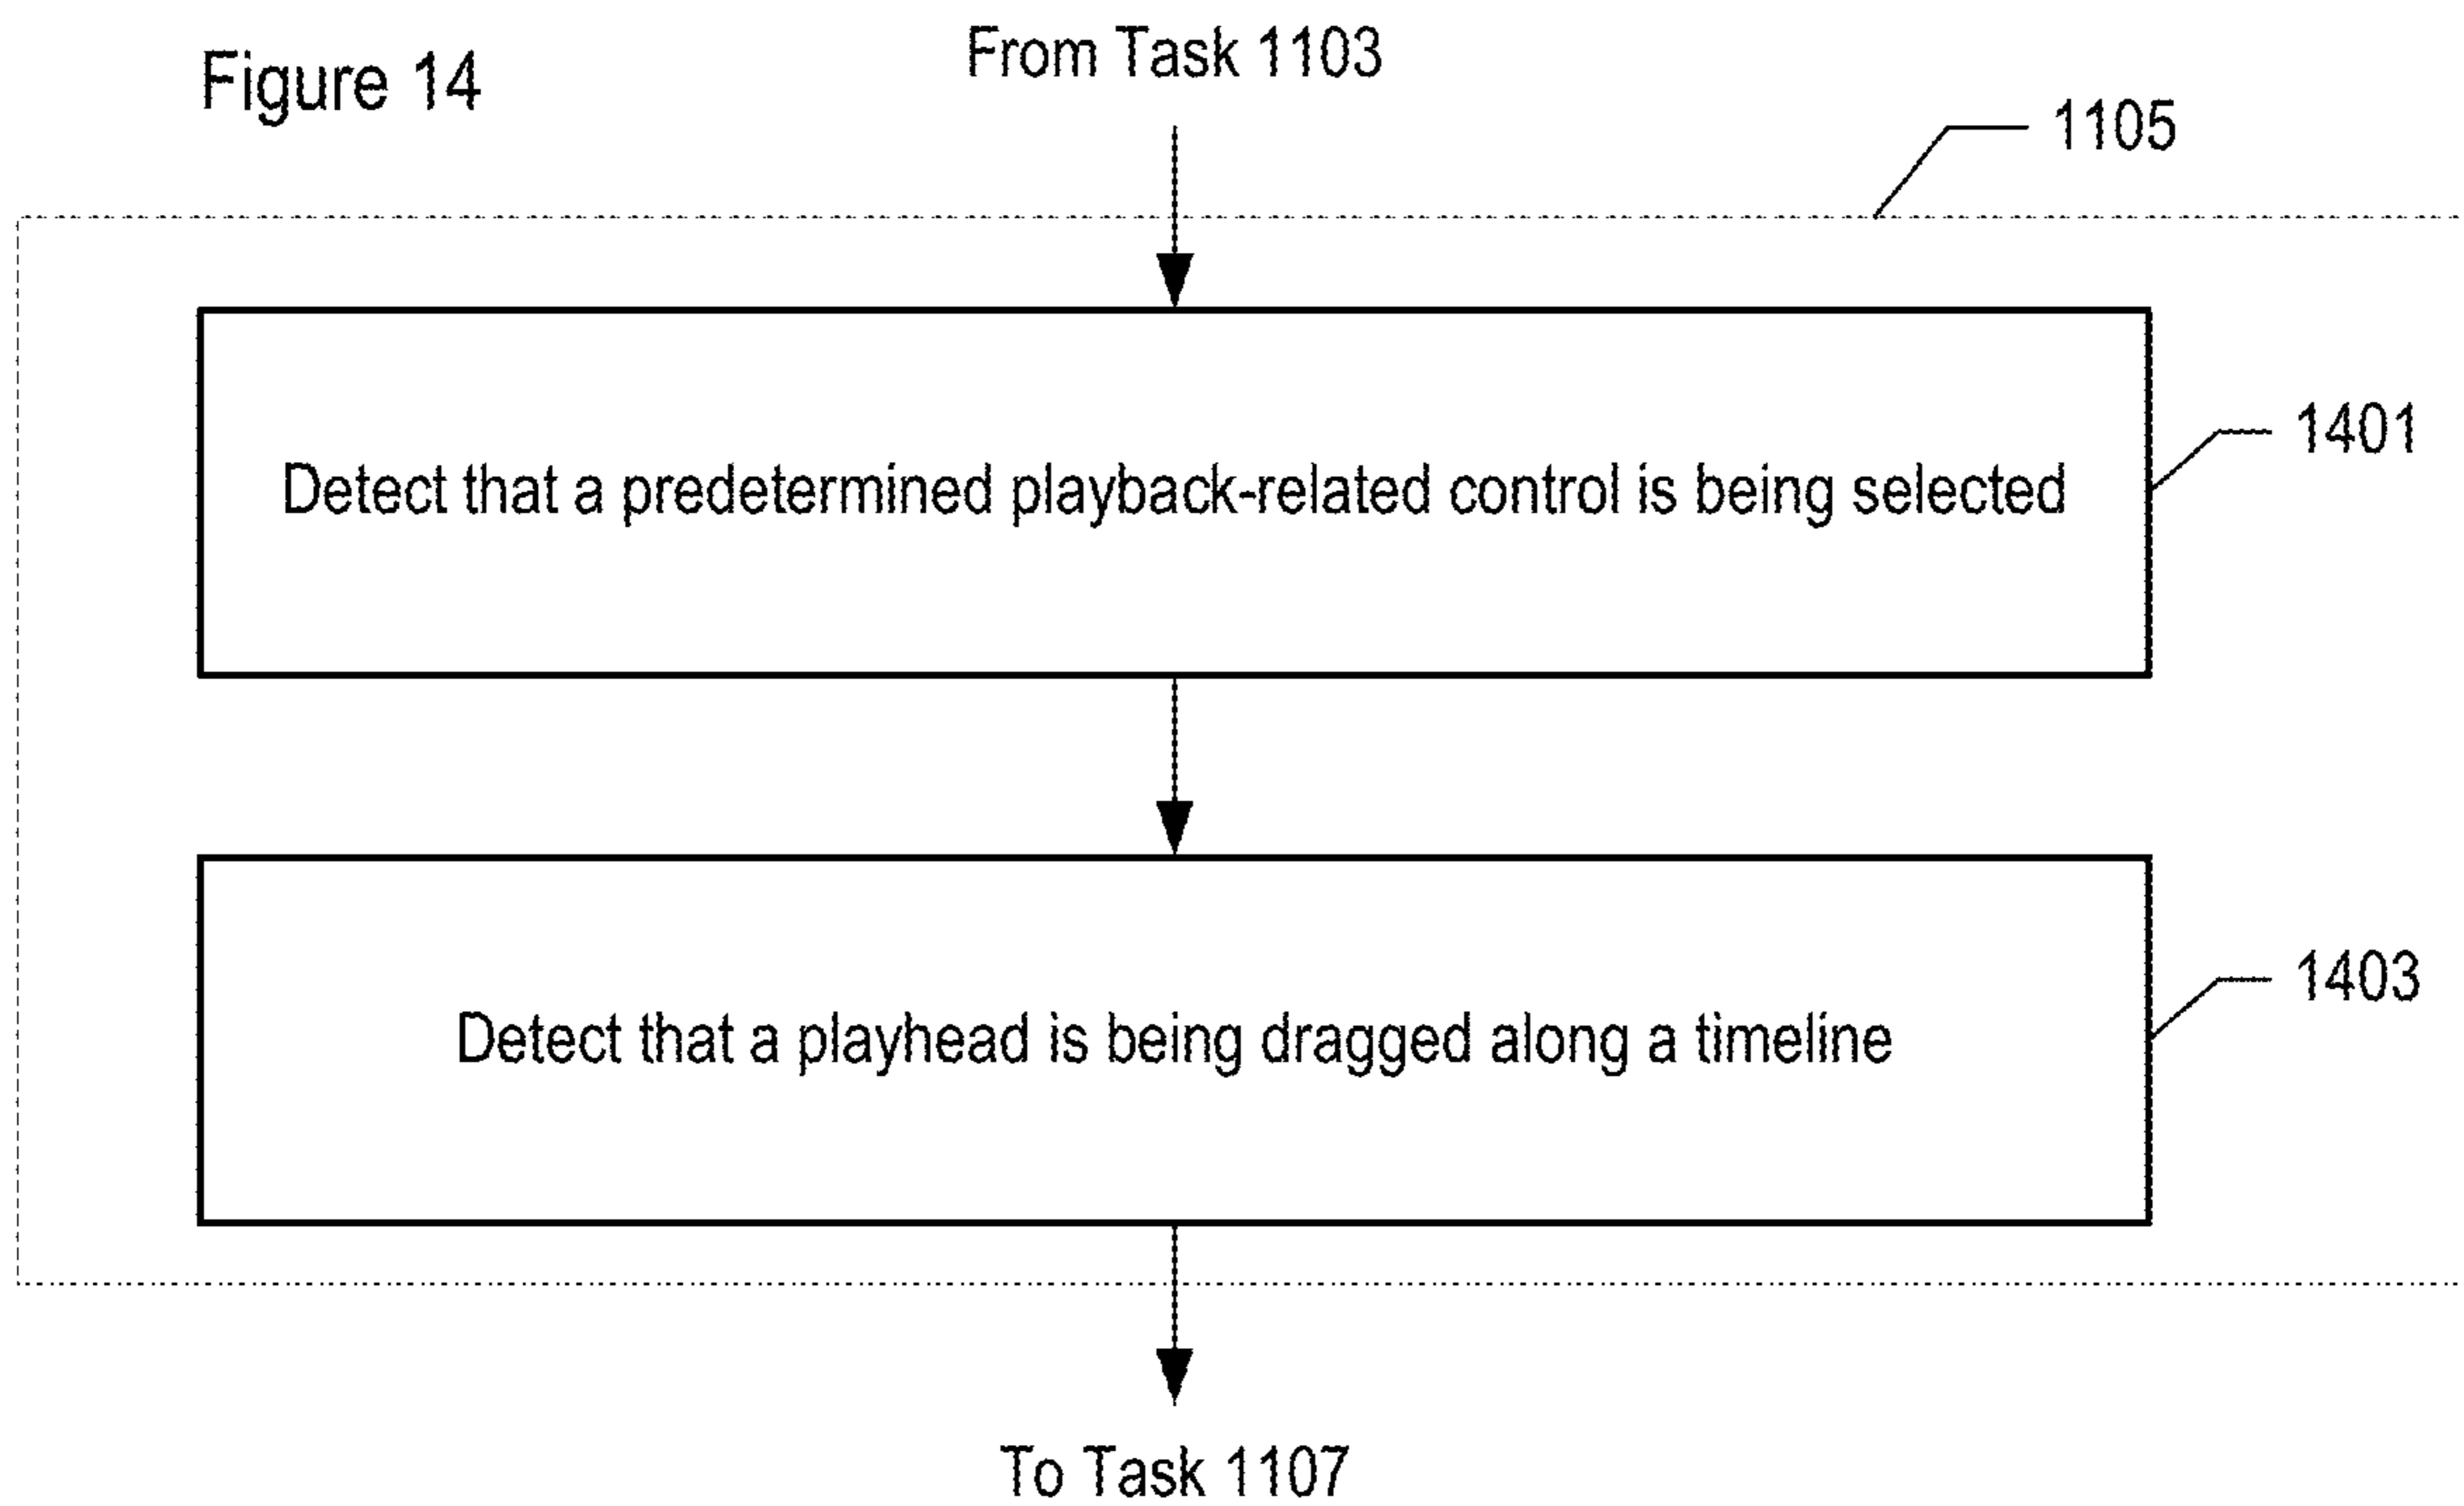 Figure 14
From Task 1103
1105
Detect that a predetermined playback-related control is being selected
1401
Detect that a playhead is being dragged along a timeline
1403
To Task 1107